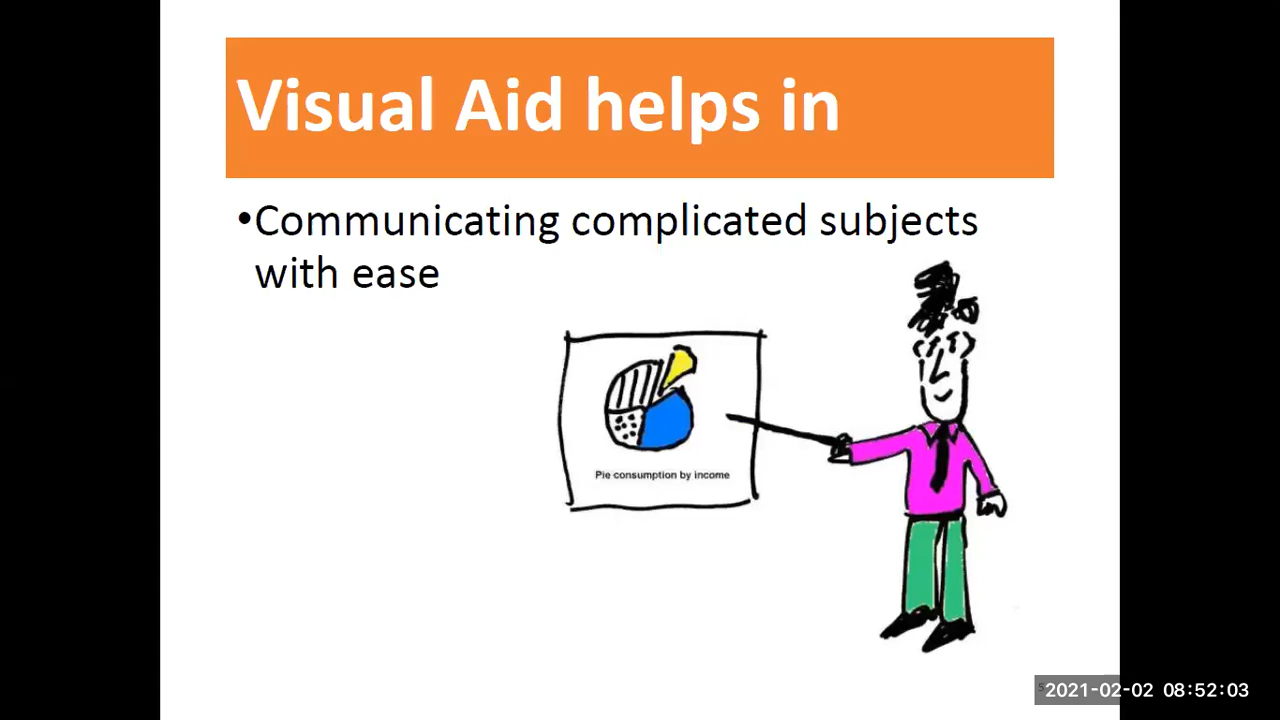 Visual Aid helps in
•Communicating complicated subjects
with ease
Pie consumption by income
2021-02-02 08:52:03